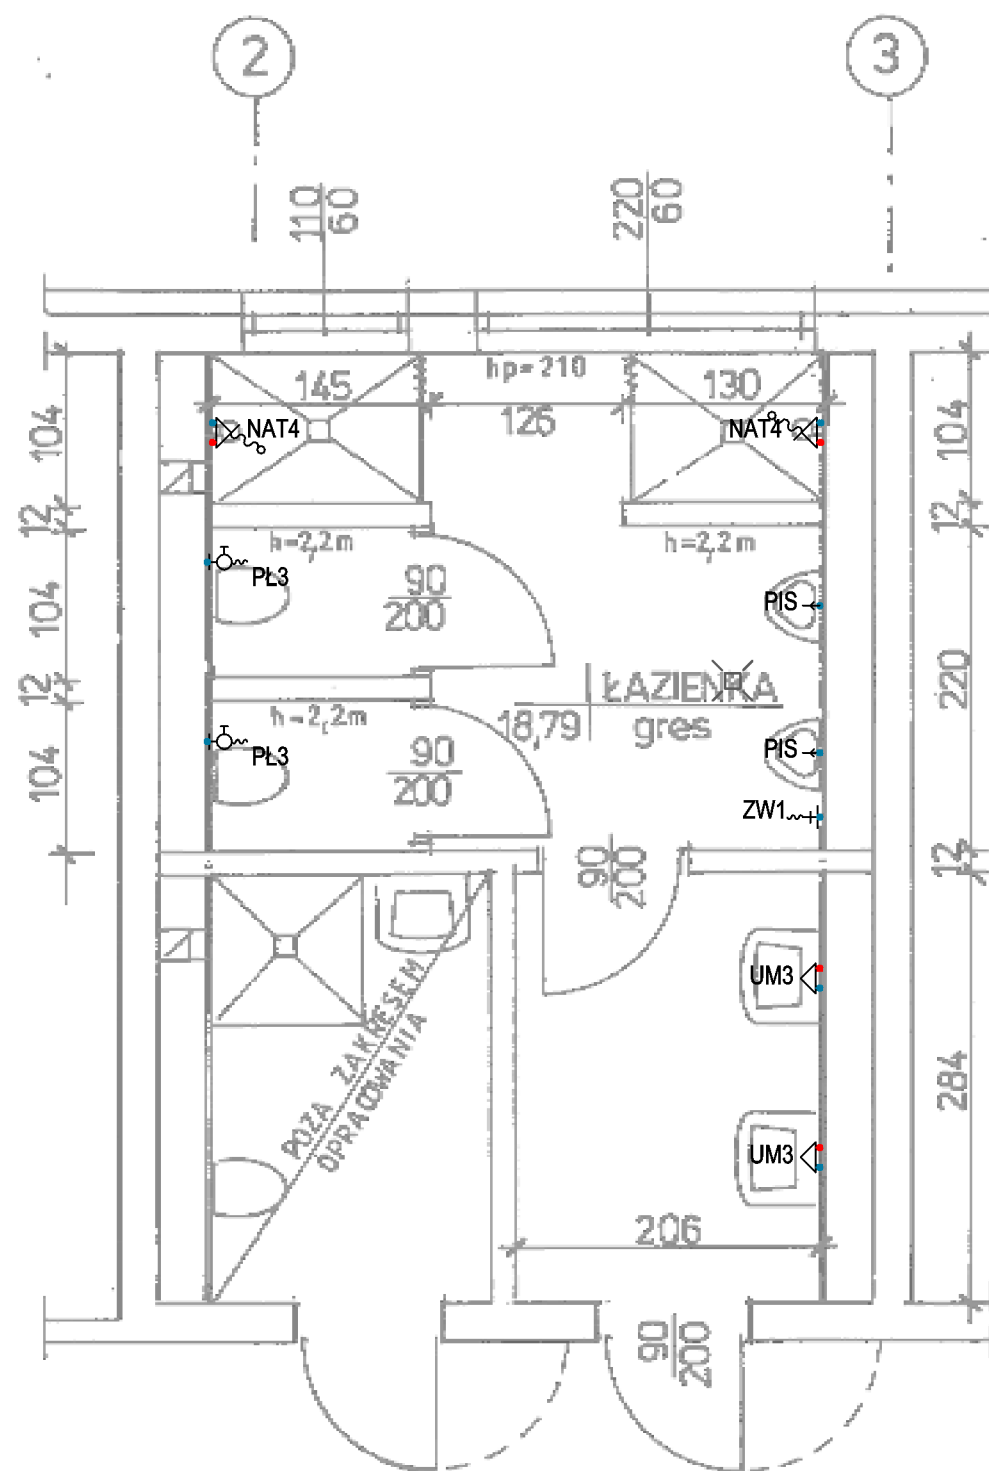 2
3
110
60
220
60
hp=210
145
126
130
NAT4
NAT4
104
104
12
12
h=2,2m
h=2,2m
PŁ3
90
200
PIS
104
220
12
ŁAZIENKA
18,79
gres
h=2,2m
PŁ3
90
200
PIS
104
ZW1
90
200
12
UM3
POZA ZAKRESEM
OPRACOWANIA
284
UM3
206
90
200